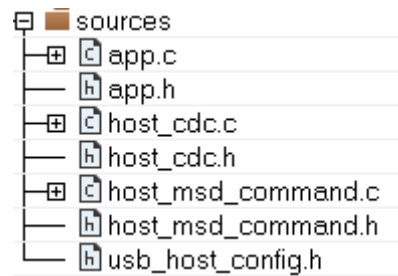 sources
c app.c
h app.h
c host_cdc.c
h host_cdc.h
c host_msd_command.c
h host_msd_command.h
h usb_host_config.h